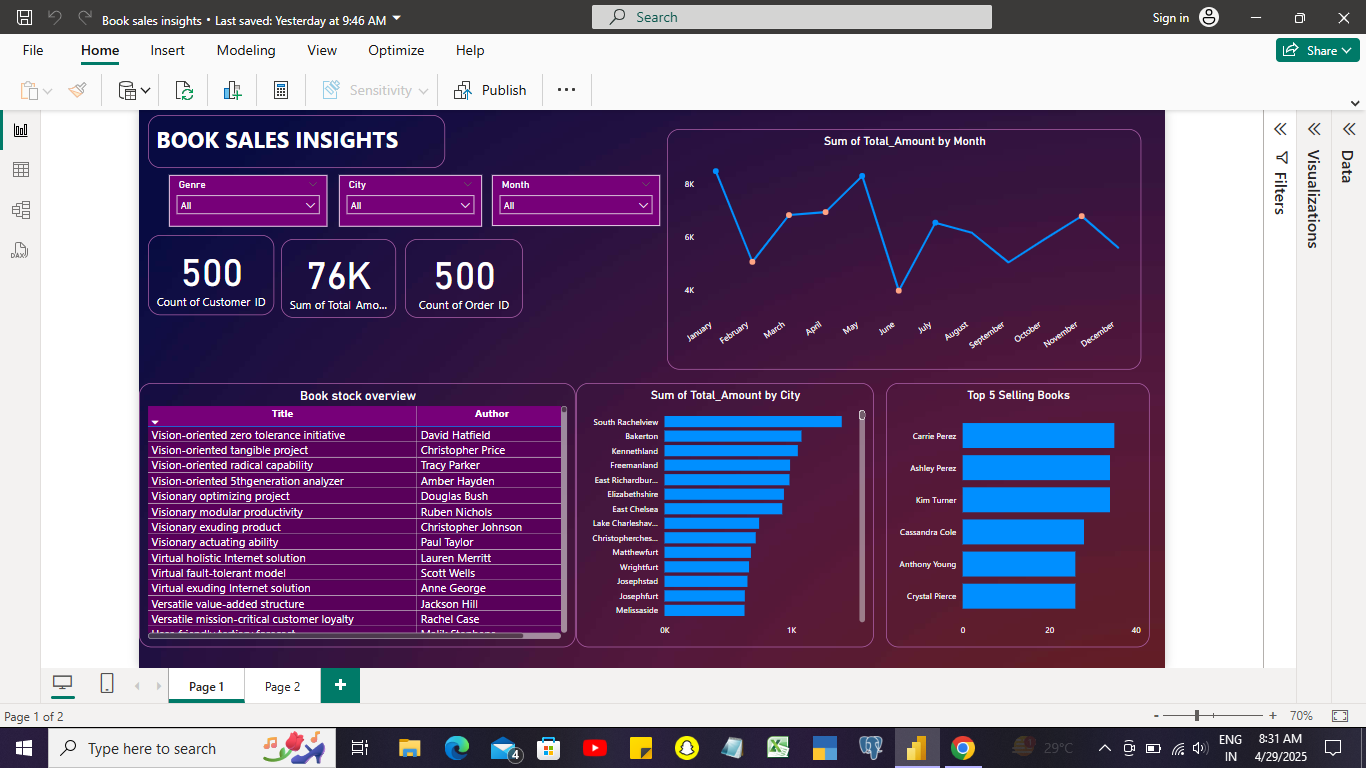 Book sales insights • Last saved: Yesterday at 9:46 AM
Search
Sign in
File Home Insert Modeling View Optimize Help
Share
Sensitivity
Publish
BOOK SALES INSIGHTS
Genre
All
City
All
Month
All
500
Count of Customer ID
76K
Sum of Total Amo...
500
Count of Order ID
Sum of Total_Amount by Month
8K
6K
4K
January
February
March
April
May
June
July
August
September
October
November
December
Book stock overview
Title Author
Vision-oriented zero tolerance initiative David Hatfield
Vision-oriented tangible project Christopher Price
Vision-oriented radical capability Tracy Parker
Vision-oriented 5thgeneration analyzer Amber Hayden
Visionary optimizing project Douglas Bush
Visionary modular productivity Ruben Nichols
Visionary exuding product Christopher Johnson
Visionary actuating ability Paul Taylor
Virtual holistic Internet solution Lauren Merritt
Virtual fault-tolerant model Scott Wells
Virtual exuding Internet solution Anne George
Versatile value-added structure Jackson Hill
Versatile mission-critical customer loyalty Rachel Case
Sum of Total_Amount by City
South Rachelview
Bakerton
Kennethland
Freemanland
East Richardbur...
Elizabethshire
East Chelsea
Lake Charleshav...
Christopherches...
Matthewfurt
Wrightfurt
Josephstad
Josephfurt
Melissaside
0K 1K
Top 5 Selling Books
Carrie Perez
Ashley Perez
Kim Turner
Cassandra Cole
Anthony Young
Crystal Pierce
0 20 40
Filters
Visualizations
Data
DAX
Page 1
Page 2
Page 1 of 2
- + 70%
Type here to search
4
29°C
ENG
IN
8:31 AM
4/29/2025